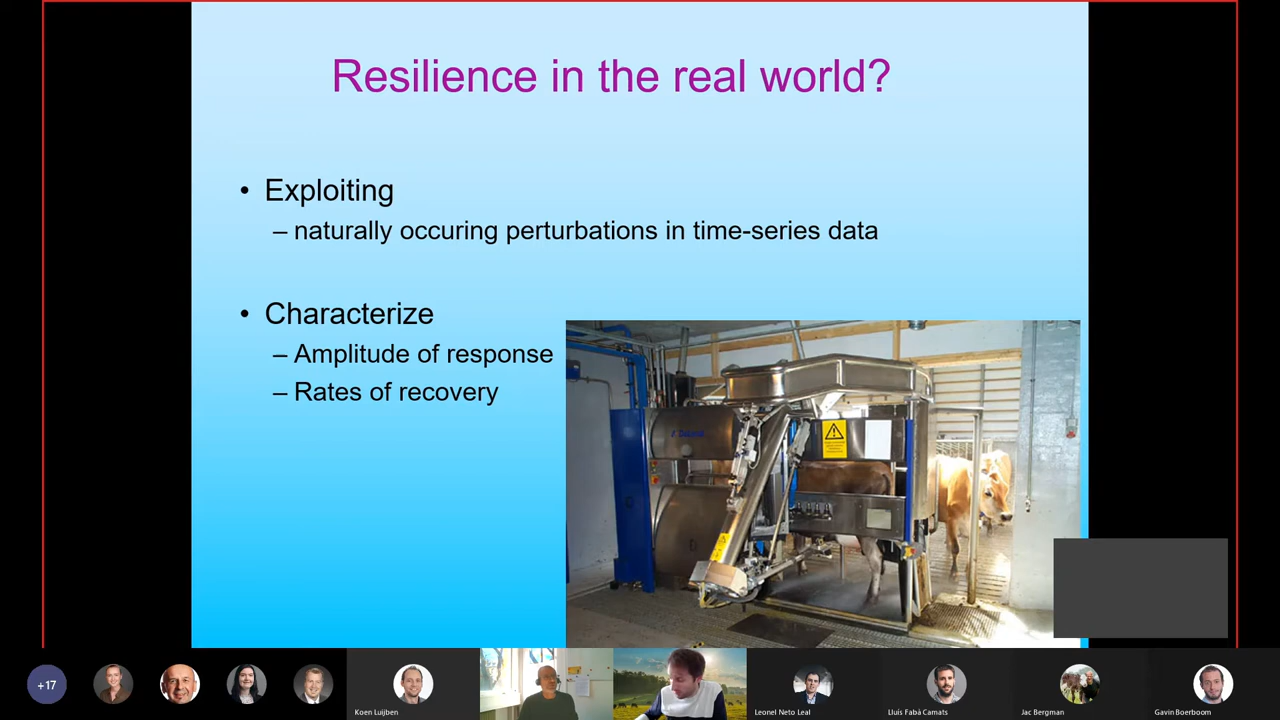 Resilience in the real world?
• Exploiting
– naturally occuring perturbations in time-series data
• Characterize
– Amplitude of response
– Rates of recovery
+17
Koen Luijben
Leonel Neto Leal
Lluís Fabà Camats
Jac Bergman
Gavin Boerboom